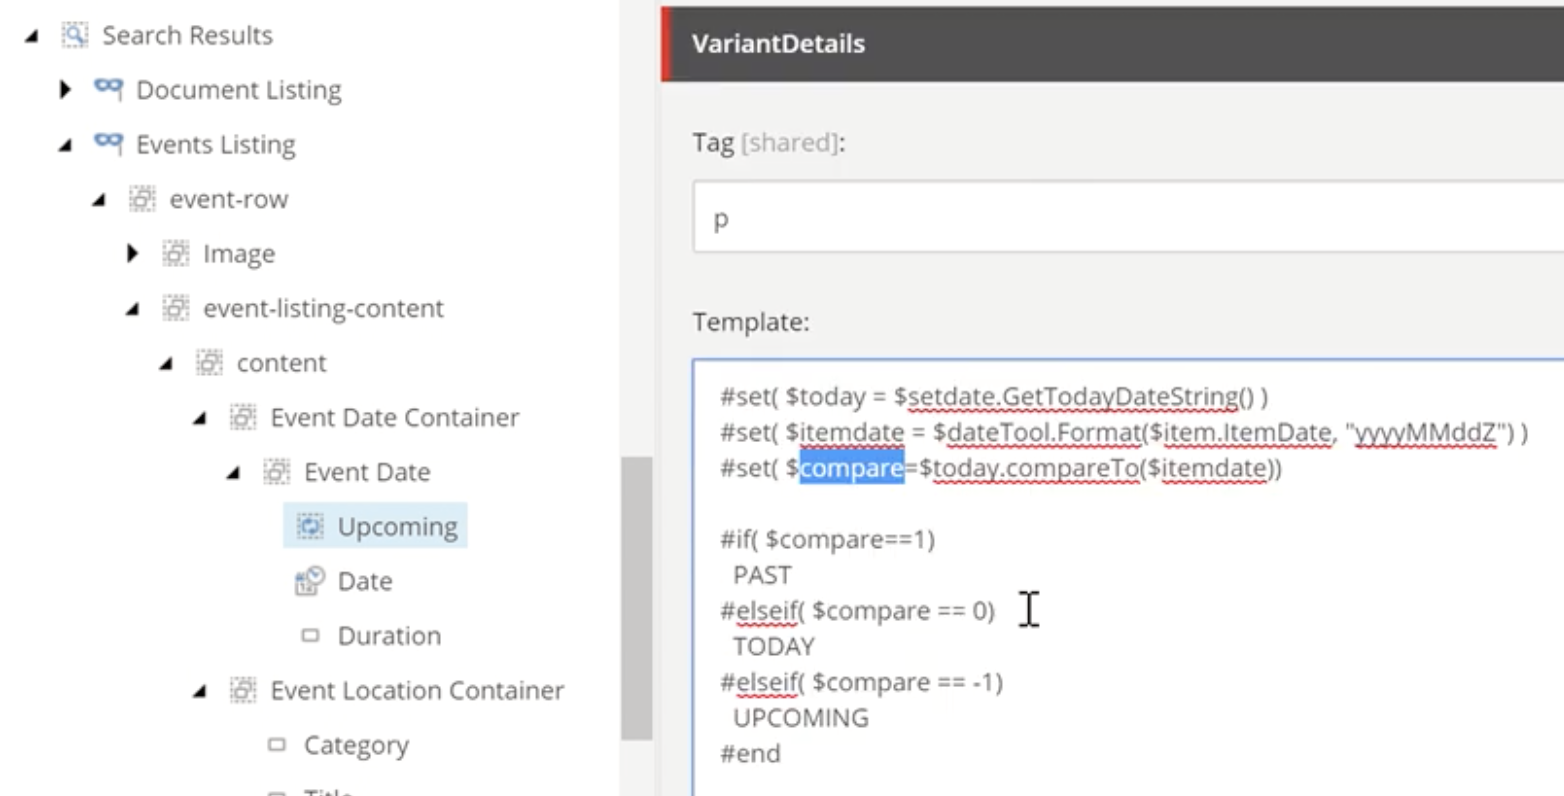 Search Results
Document Listing
Events Listing
event-row
Image
event-listing-content
content
Event Date Container
Event Date
Upcoming
Date
Duration
Event Location Container
Category
Title
VariantDetails
Tag [shared]:
p
Template:
#set( $today = $setdate.GetTodayDateString() )
#set( $itemdate = $dateTool.Format($item.ItemDate, "yyyyMMddZ") )
#set( $compare=$today.compareTo($itemdate))
#if( $compare==1)
PAST
#elseif( $compare == 0)
TODAY
#elseif( $compare == -1)
UPCOMING
#end